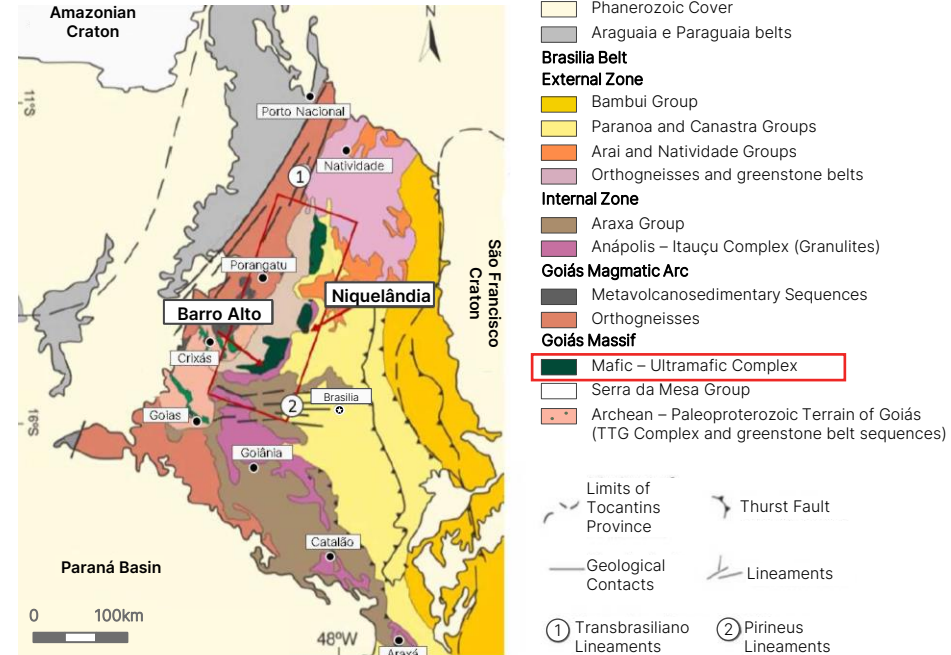 Amazonian
Craton
N
11°S
Porto Nacional
Natividade
1
Porangatu
Niquelândia
Barro Alto
São Francisco
Craton
Crixás
Brasilia
2
Goias
16°S
Goiânia
Catalão
Paraná Basin
0 100km
48°W
Araxá
Phanerozoic Cover
Araguaia e Paraguaia belts
Brasilia Belt
External Zone
Bambui Group
Paranoa and Canastra Groups
Arai and Natividade Groups
Orthogneisses and greenstone belts
Internal Zone
Araxa Group
Anápolis – Itauçu Complex (Granulites)
Goiás Magmatic Arc
Metavolcanosedimentary Sequences
Orthogneisses
Goiás Massif
Mafic – Ultramafic Complex
Serra da Mesa Group
Archean – Paleoproterozoic Terrain of Goiás
(TTG Complex and greenstone belt sequences)
Limits of
Tocantins
Province
Thurst Fault
Geological
Contacts
Lineaments
1 Transbrasiliano
Lineaments
2 Pirineus
Lineaments